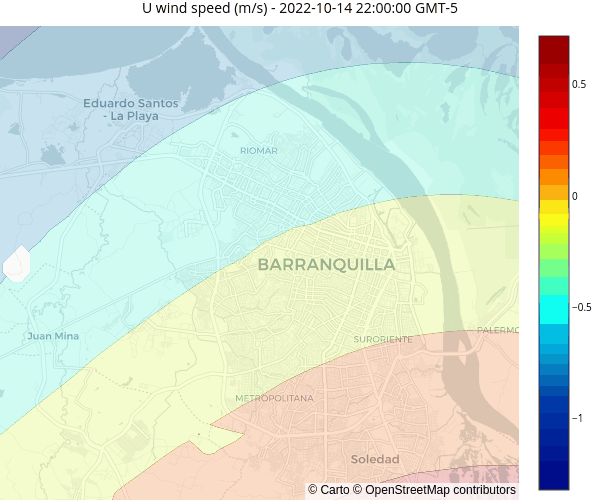 U wind speed (m/s) - 2022-10-14 22:00:00 GMT-5
Eduardo Santos
- La Playa
RIOMAR
BARRANQUILLA
Juan Mina
SURORIENTE
PALERMO
METROPOLITANA
Soledad
© Carto © OpenStreetMap contributors
0.5
0
−0.5
−1